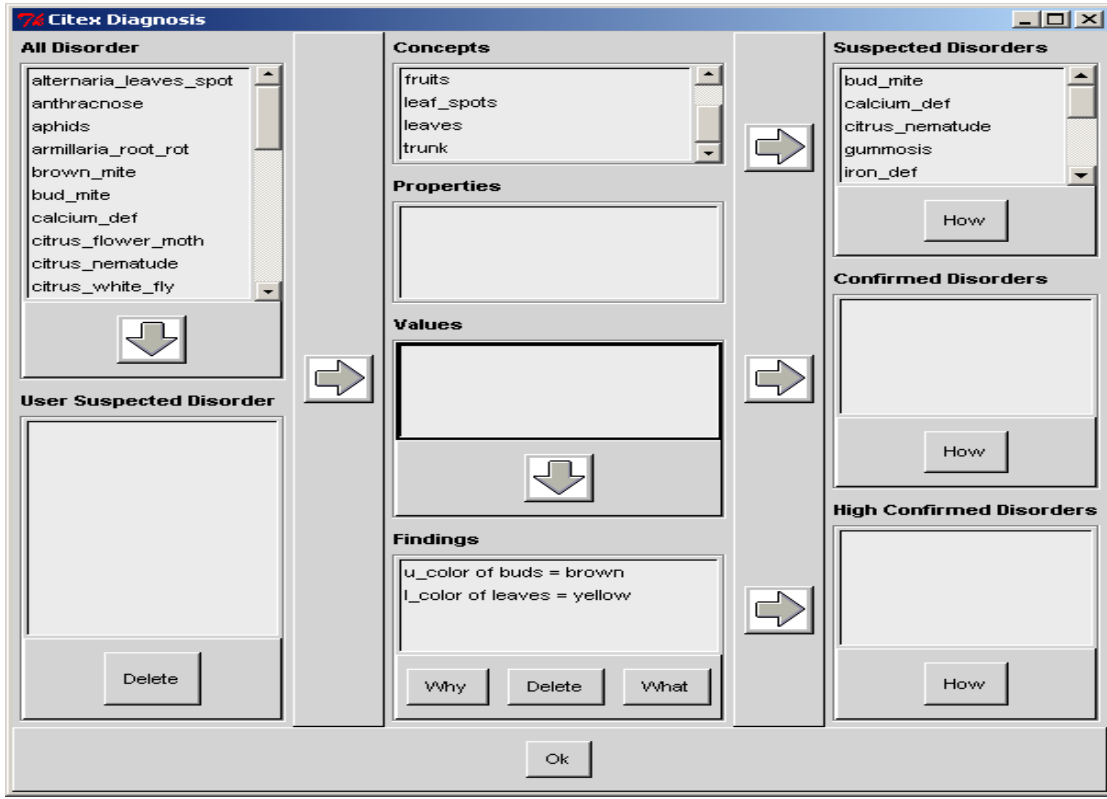 Citex Diagnosis
All Disorder
alternaria_leaves_spot
anthracnose
aphids
armillaria_root_rot
brown_mite
bud_mite
calcium_def
citrus_flower_moth
citrus_nematude
citrus_white_fly
User Suspected Disorder
Delete
Concepts
fruits
leaf_spots
leaves
trunk
Properties
Values
Findings
u_color of buds = brown
l_color of leaves = yellow
Why
Delete
What
Suspected Disorders
bud_mite
calcium_def
citrus_nematude
gummosis
iron_def
How
Confirmed Disorders
How
High Confirmed Disorders
How
Ok